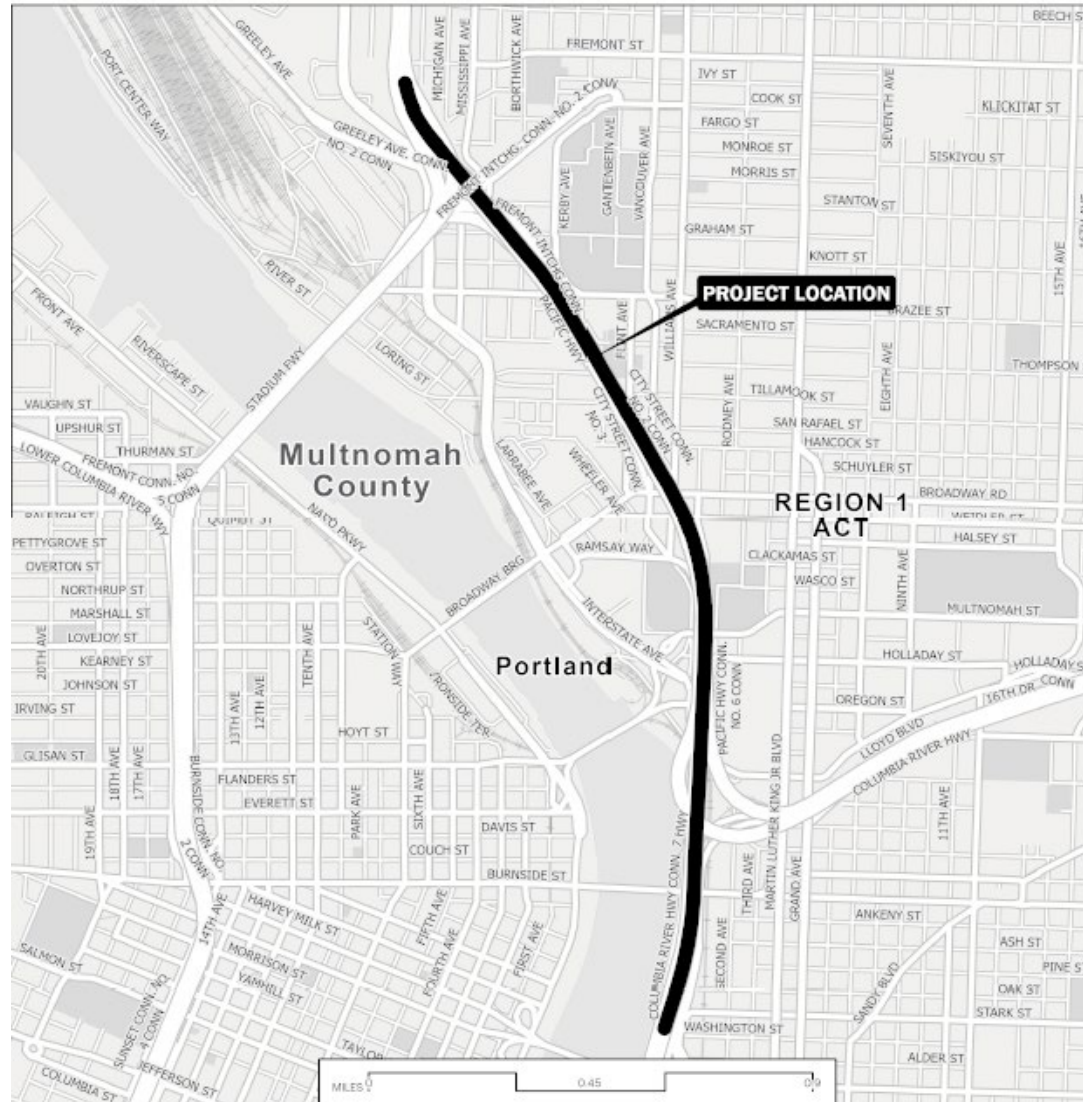 BEECH S
FREMONT ST
MICHIGAN AVE
MISSISSIPPI AVE
BORTHWICK AVE
GREELEY AVE
PORT CENTER WAY
IVY ST
COOK ST
SEVENTH AVE
KLICKITAT ST
FARGO ST
MONROE ST
SISKIYOU ST
MORRIS ST
GREELEY AVE. CONN.
NO. 2 CONN
FREMONT INTCHG. CONN. NO. 2 CONN
KERBY AVE
GANTENBEIN AVE
VANCOUVER AVE
STANTON ST
GRAHAM ST
KNOTT ST
15TH AVE
RIVER ST
FRONT AVE
FREMONT INTCHG CONN.
PACIFIC HWY
PROJECT LOCATION
FLINT AVE
WILLIAMS AVE
SACRAMENTO ST
RAZEE ST
RIVERSCAPE ST
LORING ST
STADIUM FWY
THOMPSON
CITY STREET CONN.
NO. 2 CONN
CITY STREET CONN.
NO. 3
RODNEY AVE
TILLAMOOK ST
EIGHTH AVE
VAUGHN ST
UPSHUR ST
THURMAN ST
SAN RAFAEL ST
HANCOCK ST
SCHUYLER ST
LOWER COLUMBIA RIVER HWY
FREMONT CONN. NO.
5 CONN
Multnomah
County
LARRABEE AVE
WHEELER AVE
BROADWAY RD
REGION 1
ACT
WEIDLER CT
HALSEY ST
RALEIGH ST
QUIMBY ST
NAITO PKWY
PETTYGROVE ST
OVERTON ST
RAMSAY WAY
CLACKAMAS ST
WASCO ST
NINTH AVE
NORTHRUP ST
MARSHALL ST
BROADWAY BRG
MULTNOMAH ST
LOVEJOY ST
20TH AVE
KEARNEY ST
JOHNSON ST
TENTH AVE
STATION WAY
INTERSTATE AVE
Portland
HOLLADAY ST
HOLLADAY S
16TH DR CONN
IRVING ST
13TH AVE
12TH AVE
IRONSIDE TER
PACIFIC HWY CONN.
NO. 6 CONN
OREGON ST
LLOYD BLVD
COLUMBIA RIVER HWY
GLISAN ST
18TH AVE
17TH AVE
HOYT ST
FLANDERS ST
EVERETT ST
PARK AVE
SIXTH AVE
DAVIS ST
COUCH ST
BURNSIDE ST
19TH AVE
BURNSIDE CONN. NO.
2 CONN
14TH AVE
COLUMBIA RIVER HWY CONN. 7 HWY
THIRD AVE
MARTIN LUTHER KING JR BLVD
GRAND AVE
11TH AVE
ANKENY ST
HARVEY MILK ST
FIFTH AVE
FOURTH AVE
FIRST AVE
SECOND AVE
SANDY BLVD
ASH ST
PINE S
OAK ST
STARK ST
SALMON ST
MORRISON ST
YAMHILL ST
TAYLO
WASHINGTON ST
ALDER ST
SUNSET CONN. NO.
4 CONN
COLUMBIA ST
JEFFERSON ST
MILES 0 0.45 0.9